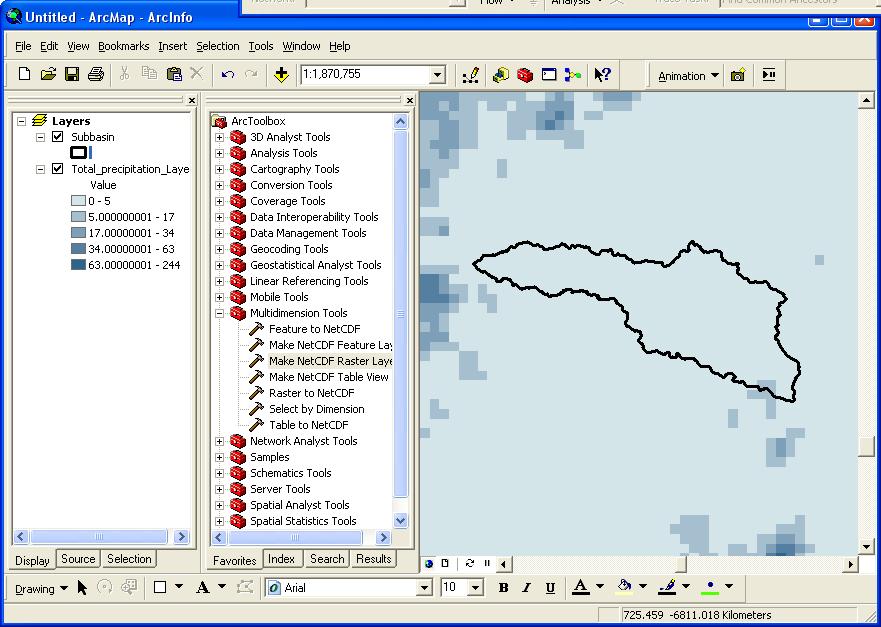 Untitled - ArcMap - ArcInfo
File Edit View Bookmarks Insert Selection Tools Window Help
1:1,870,755
Animation
Layers
Subbasin
Total_precipitation_Laye
Value
0 - 5
5.000000001 - 17
17.00000001 - 34
34.00000001 - 63
63.00000001 - 244
Display Source Selection
ArcToolbox
3D Analyst Tools
Analysis Tools
Cartography Tools
Conversion Tools
Coverage Tools
Data Interoperability Tools
Data Management Tools
Geocoding Tools
Geostatistical Analyst Tools
Linear Referencing Tools
Mobile Tools
Multidimension Tools
Feature to NetCDF
Make NetCDF Feature Lay
Make NetCDF Raster Laye
Make NetCDF Table View
Raster to NetCDF
Select by Dimension
Table to NetCDF
Network Analyst Tools
Samples
Schematics Tools
Server Tools
Spatial Analyst Tools
Spatial Statistics Tools
Favorites Index Search Results
Drawing A Arial 10 B I U A
725.459 -6811.018 Kilometers